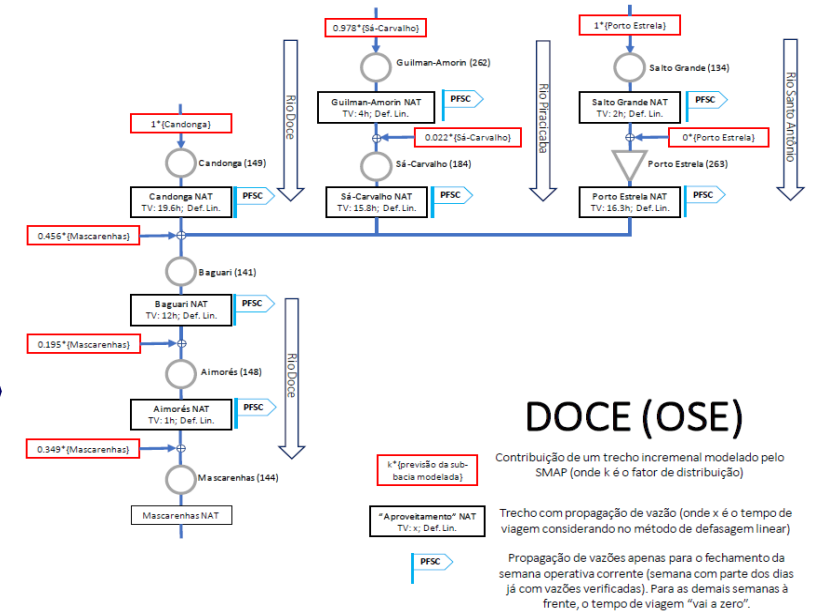 0.978*{Sá-Carvalho}
1*{Porto Estrela}
Guilman-Amorin (262)
Salto Grande (134)
Rio Doce
Rio Piracicaba
Rio Santo Antônio
Guilman-Amorin NAT
TV: 4h; Def. Lin.
PFSC
Salto Grande NAT
TV: 2h; Def. Lin.
PFSC
1*{Candonga}
0.022*{Sá-Carvalho}
0*{Porto Estrela}
Candonga (149)
Sá-Carvalho (184)
Porto Estrela (263)
Candonga NAT
TV: 19.6h; Def. Lin.
PFSC
Sá-Carvalho NAT
TV: 15.8h; Def. Lin.
PFSC
Porto Estrela NAT
TV: 16.3h; Def. Lin.
PFSC
0.456*{Mascarenhas}
Baguari (141)
Baguari NAT
TV: 12h; Def. Lin.
PFSC
0.195*{Mascarenhas}
Rio Doce
Aimorés (148)
Aimorés NAT
TV: 1h; Def. Lin.
PFSC
0.349*{Mascarenhas}
Mascarenhas (144)
Mascarenhas NAT
DOCE (OSE)
k*{previsão da sub-
bacia modelada}
Contribuição de um trecho incremenal modelado pelo
SMAP (onde k é o fator de distribuição)
"Aproveitamento" NAT
TV: x; Def. Lin.
Trecho com propagação de vazão (onde x é o tempo de
viagem considerando no método de defasagem linear)
PFSC
Propagação de vazões apenas para o fechamento da
semana operativa corrente (semana com parte dos dias
já com vazões verificadas). Para as demais semanas à
frente, o tempo de viagem "vai a zero".